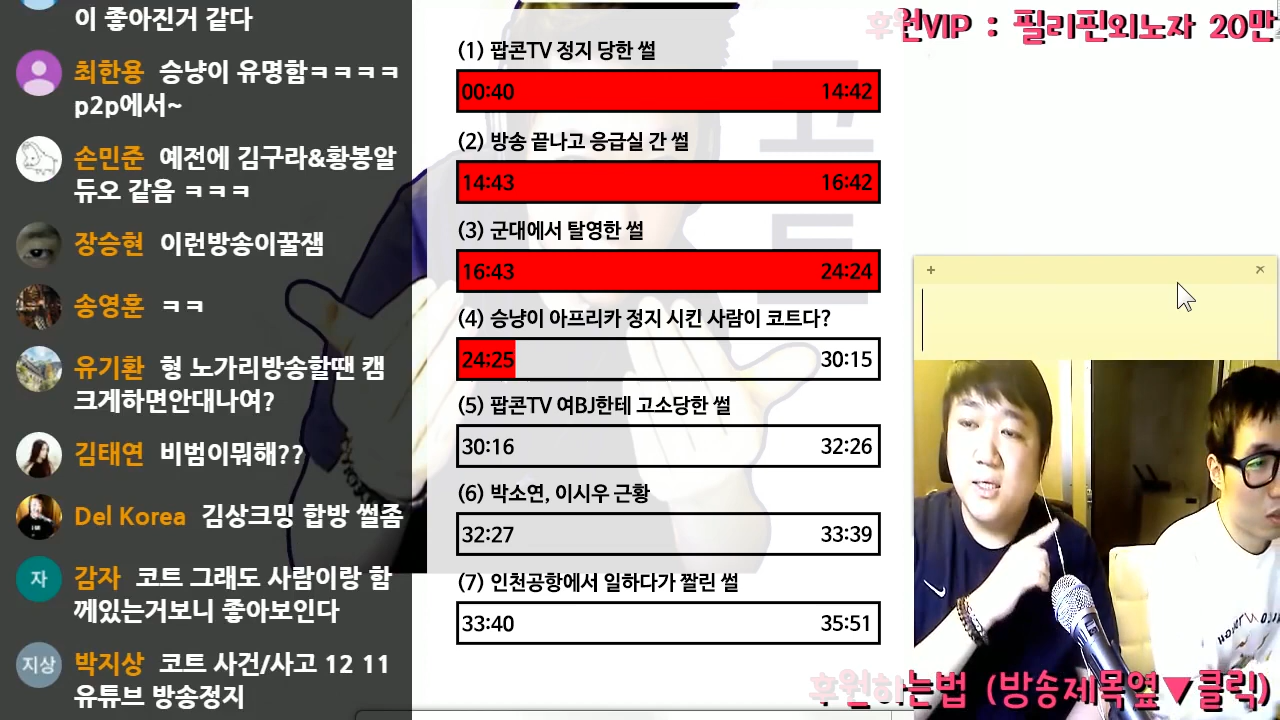 이 좋아진거 같다
최한용 승냥이 유명함ㅋㅋㅋㅋ
p2p에서~
손민준 예전에 김구라&황봉알
듀오 같음 ㅋㅋㅋ
장승현 이런방송이꿀잼
송영훈 ㅋㅋ
유기환 형 노가리방송할땐 캠
크게하면안대나여?
김태연 비범이뭐해??
Del Korea 김상크밍 합방 썰좀
자
감자 코트 그래도 사람이랑 함
께있는거보니 좋아보인다
지상
박지상 코트 사건/사고 12 11
유튜브 방송정지
(1) 팝콘TV 정지 당한 썰
00:40 14:42
(2) 방송 끝나고 응급실 간 썰
14:43 16:42
(3) 군대에서 탈영한 썰
16:43 24:24
(4) 승냥이 아프리카 정지 시킨 사람이 코트다?
24;25 30:15
(5) 팝콘TV 여BJ한테 고소당한 썰
30:16 32:26
(6) 박소연, 이시우 근황
32:27 33:39
(7) 인천공항에서 일하다가 짤린 썰
33:40 35:51
코트
후원VIP : 필리핀외노자 20만
후원하는법 (방송제목옆▼클릭)